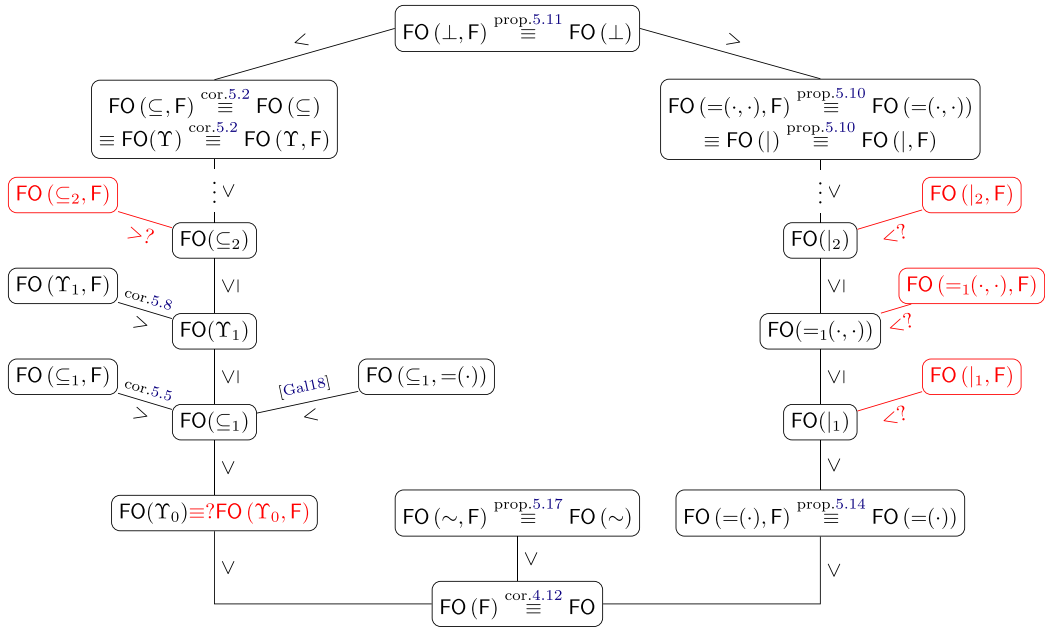 FO (⊥, F) prop.5.11 ≡ FO (⊥)
< >
FO (⊆, F) cor.5.2 ≡ FO (⊆)
≡ FO(Υ) cor.5.2 ≡ FO (Υ, F)
FO (=(·,·), F) prop.5.10 ≡ FO (=(·,·))
≡ FO (|) prop.5.10 ≡ FO (|, F)
⋮ ∨ ⋮ ∨
FO (⊆₂, F) FO (|₂, F)
>? <?
FO(⊆₂) FO(|₂)
∨| ∨|
FO (Υ₁, F) cor.5.8 FO (=₁(·,·), F)
> <?
FO(Υ₁) FO(=₁(·,·))
∨| ∨|
FO (⊆₁, F) cor.5.5 [Gal18] FO (⊆₁, =(·)) FO (|₁, F)
> < <?
FO(⊆₁) FO(|₁)
∨ ∨
FO(Υ₀)≡?FO (Υ₀, F) FO (∼, F) prop.5.17 ≡ FO (∼) FO (=(·), F) prop.5.14 ≡ FO (=(·))
∨ ∨ ∨
FO (F) cor.4.12 ≡ FO